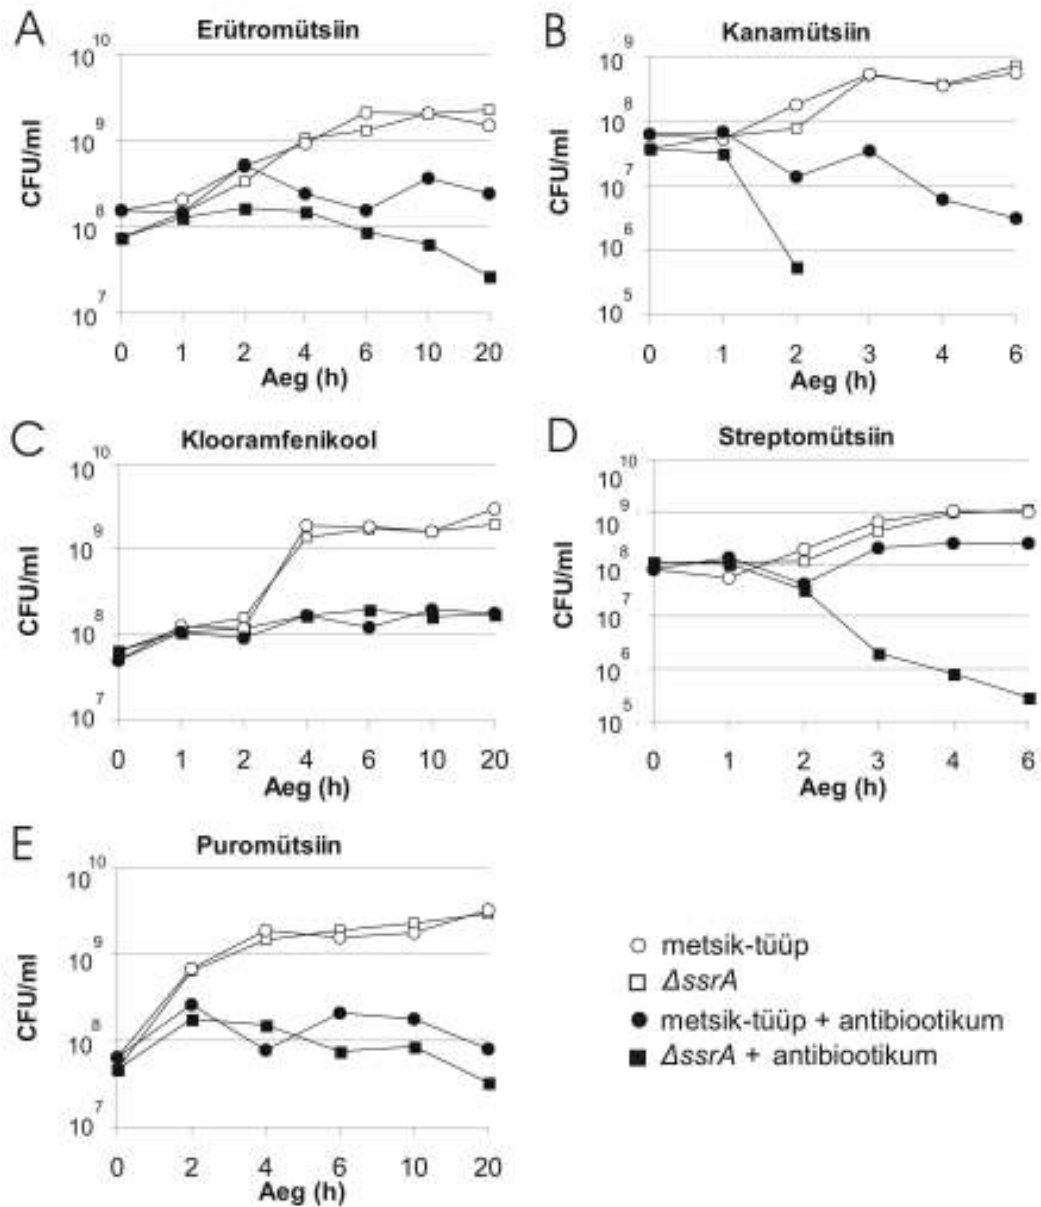 A
Erütromütsiin
CFU/ml
10^10
10^9
10^8
10^7
0 1 2 4 6 10 20
Aeg (h)
B
Kanamütsiin
CFU/ml
10^9
10^8
10^7
10^6
10^5
0 1 2 3 4 6
Aeg (h)
C
Klooramfenikool
CFU/ml
10^10
10^9
10^8
10^7
0 1 2 4 6 10 20
Aeg (h)
D
Streptomütsiin
CFU/ml
10^10
10^9
10^8
10^7
10^6
10^5
0 1 2 3 4 6
Aeg (h)
E
Puromütsiin
CFU/ml
10^10
10^9
10^8
10^7
0 2 4 6 10 20
Aeg (h)
metsik-tüüp
ΔssrA
metsik-tüüp + antibiootikum
ΔssrA + antibiootikum